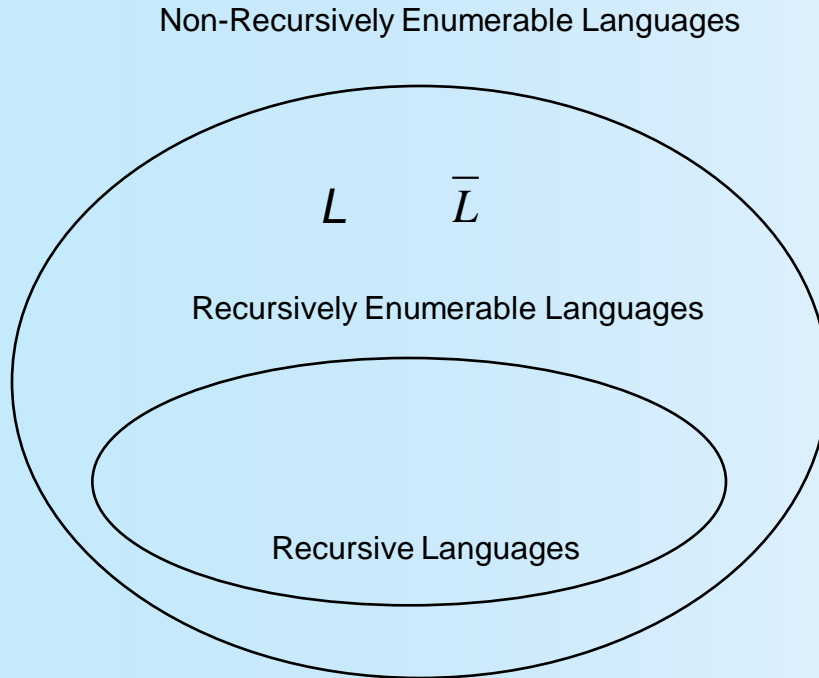 Non-Recursively Enumerable Languages
L L̅
Recursively Enumerable Languages
Recursive Languages